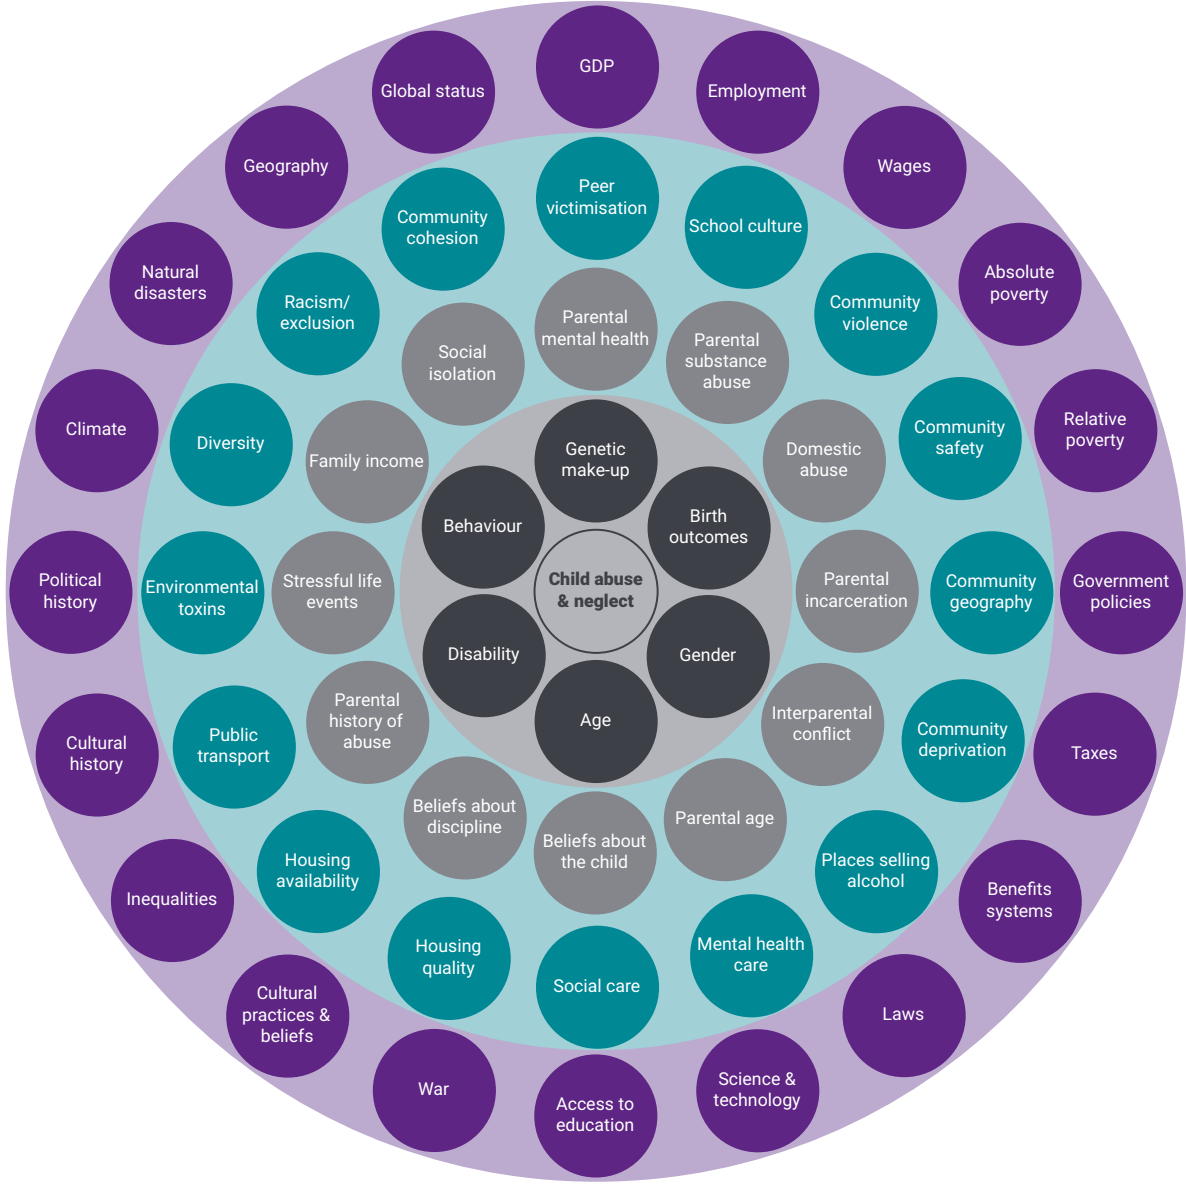 GDP
Employment
Wages
Absolute
poverty
Relative
poverty
Government
policies
Taxes
Benefits
systems
Laws
Science &
technology
Access to
education
War
Cultural
practices &
beliefs
Inequalities
Cultural
history
Political
history
Climate
Natural
disasters
Geography
Global status
Peer
victimisation
School culture
Community
violence
Community
safety
Community
geography
Community
deprivation
Places selling
alcohol
Mental health
care
Social care
Housing
quality
Housing
availability
Public
transport
Environmental
toxins
Diversity
Racism/
exclusion
Community
cohesion
Parental
mental health
Parental
substance
abuse
Domestic
abuse
Parental
incarceration
Interparental
conflict
Parental age
Beliefs about
the child
Beliefs about
discipline
Parental
history of
abuse
Stressful life
events
Family income
Social
isolation
Genetic
make-up
Birth
outcomes
Gender
Age
Disability
Behaviour
Child abuse
& neglect